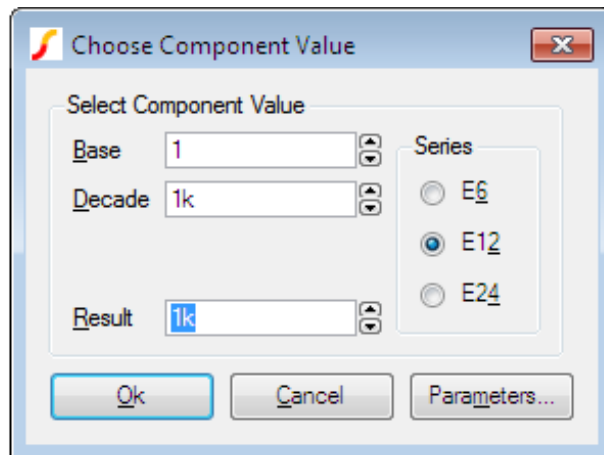 Choose Component Value
Select Component Value
Base 1
Decade 1k
Result 1k
Series
E6
E12
E24
Ok Cancel Parameters...